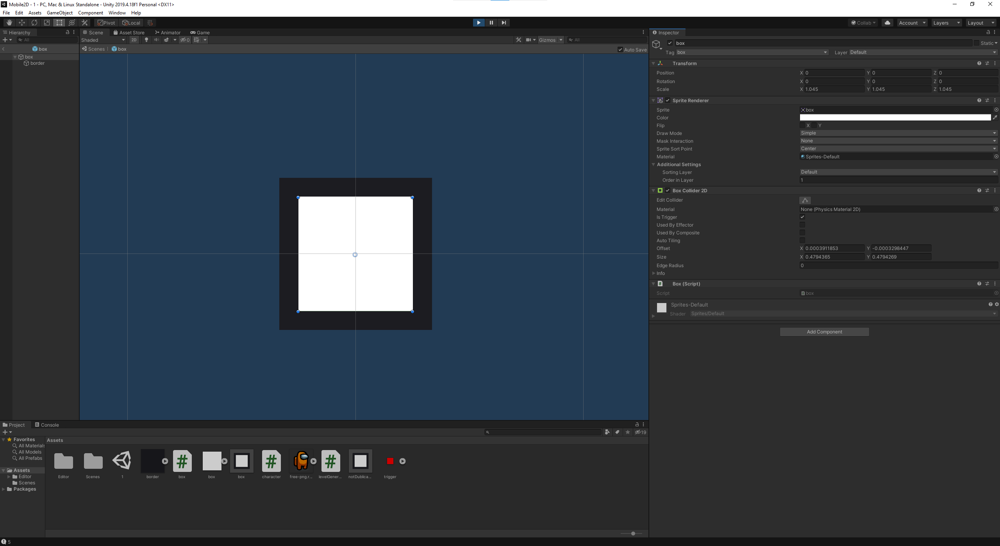 Mobile2D - 1 - PC, Mac & Linux Standalone - Unity 2019.4.18f1 Personal <DX11>
File Edit Assets GameObject Component Window Help
Pivot Local Collab Account Layers Layout
Hierarchy
All
box
box
border
Scene Asset Store Animator Game
Shaded 2D 0 Gizmos All
Scenes box Auto Save
Inspector
box Static
Tag box Layer Default
Transform
Position X 0 Y 0 Z 0
Rotation X 0 Y 0 Z 0
Scale X 1.045 Y 1.045 Z 1.045
Sprite Renderer
Sprite box
Color
Flip X Y
Draw Mode Simple
Mask Interaction None
Sprite Sort Point Center
Material Sprites-Default
Additional Settings
Sorting Layer Default
Order in Layer 1
Box Collider 2D
Edit Collider
Material None (Physics Material 2D)
Is Trigger
Used By Effector
Used By Composite
Auto Tiling
Offset X 0.0003911853 Y -0.0003298447
Size X 0.4794365 Y 0.4794269
Edge Radius 0
Info
# Box (Script)
Script box
Sprites-Default
Shader Sprites/Default
Add Component
Project Console
19
Favorites
All Materials
All Models
All Prefabs
Assets
Editor
Scenes
Packages
Assets
# # #
Editor Scenes 1 border box box box character free-png.r... levelGener... notDublica... trigger
5